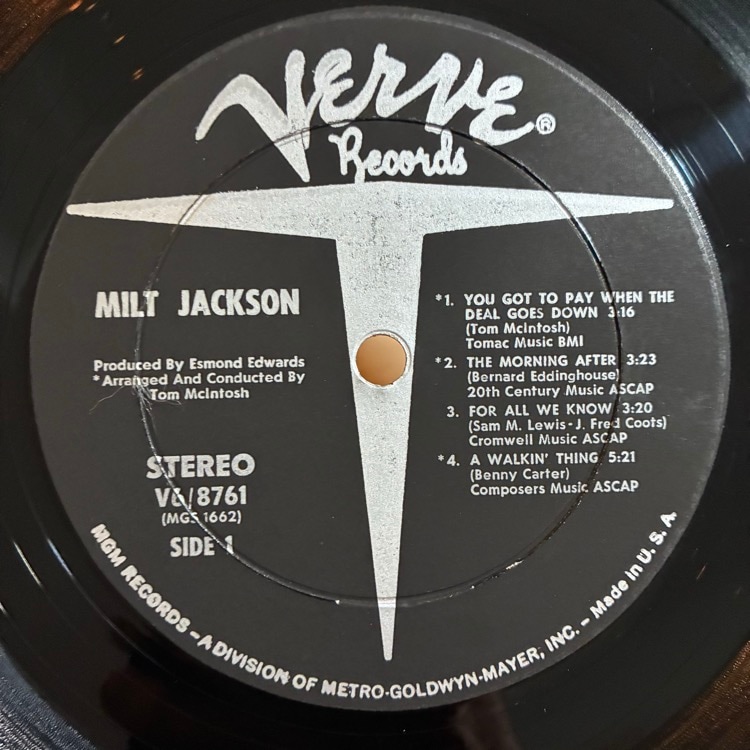 Verve®
Records
MILT JACKSON
Produced By Esmond Edwards
*Arranged And Conducted By
Tom McIntosh
STEREO
V6/8761
(MGS 1662)
SIDE 1
*1. YOU GOT TO PAY WHEN THE
DEAL GOES DOWN 3:16
(Tom McIntosh)
Tomac Music BMI
*2. THE MORNING AFTER 3:23
(Bernard Eddinghouse)
20th Century Music ASCAP
3. FOR ALL WE KNOW 3:20
(Sam M. Lewis-J. Fred Coots)
Cromwell Music ASCAP
*4. A WALKIN' THING 5:21
(Benny Carter)
Composers Music ASCAP
MGM RECORDS – A DIVISION OF METRO-GOLDWYN-MAYER, INC. – Made in U. S. A.